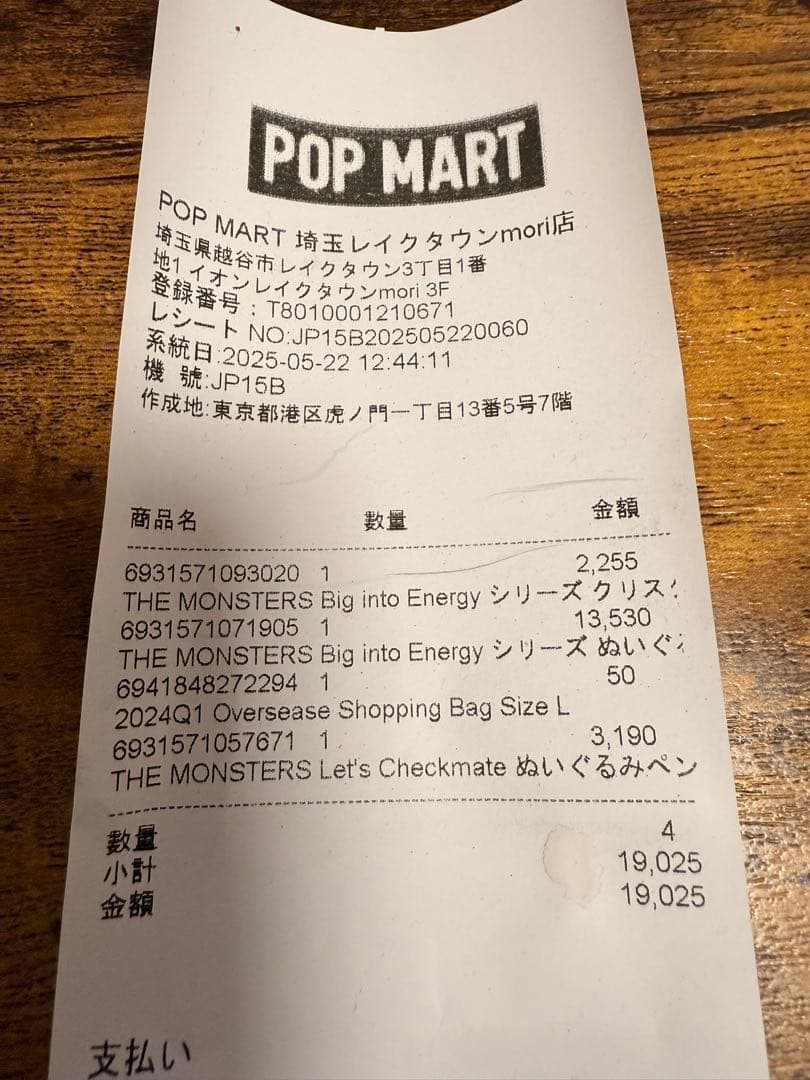 POP MART
POP MART 埼玉レイクタウンmori店
埼玉県越谷市レイクタウン3丁目1番
地1 イオンレイクタウンmori 3F
登録番号：T8010001210671
レシート NO:JP15B202505220060
系統日:2025-05-22 12:44:11
機 號:JP15B
作成地:東京都港区虎ノ門一丁目13番5号7階
商品名 數量 金額
6931571093020 1 2,255
THE MONSTERS Big into Energy シリーズ クリス
6931571071905 1 13,530
THE MONSTERS Big into Energy シリーズ ぬいぐ
6941848272294 1 50
2024Q1 Oversease Shopping Bag Size L
6931571057671 1 3,190
THE MONSTERS Let's Checkmate ぬいぐるみペン
數量 4
小計 19,025
金額 19,025
支払い